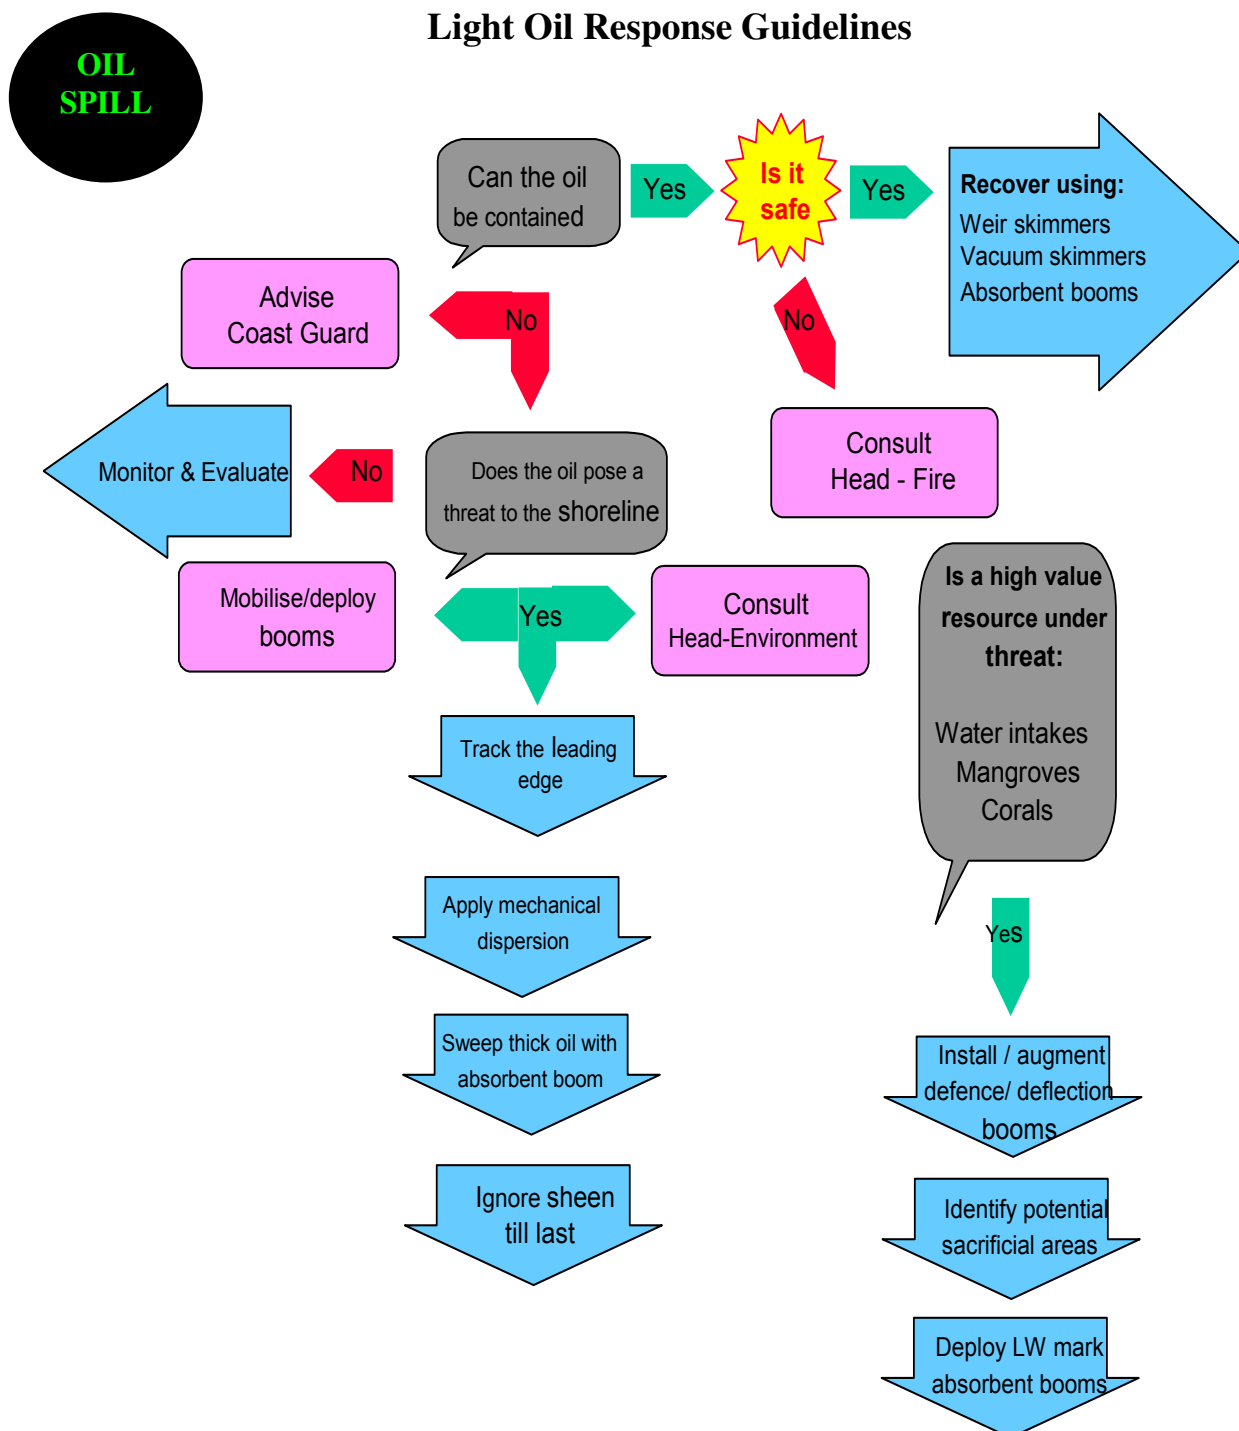 Light Oil Response Guidelines
OIL
SPILL
Can the oil
be contained
Yes
Is it
safe
Yes
Recover using:
Weir skimmers
Vacuum skimmers
Absorbent booms
Advise
Coast Guard
No
No
Monitor & Evaluate
No
Does the oil pose a
threat to the shoreline
Consult
Head - Fire
Mobilise/deploy
booms
Yes
Consult
Head-Environment
Is a high value
resource under
threat:
Water intakes
Mangroves
Corals
Track the leading
edge
Apply mechanical
dispersion
Yes
Sweep thick oil with
absorbent boom
Install / augment
defence/ deflection
booms
Ignore sheen
till last
Identify potential
sacrificial areas
Deploy LW mark
absorbent booms